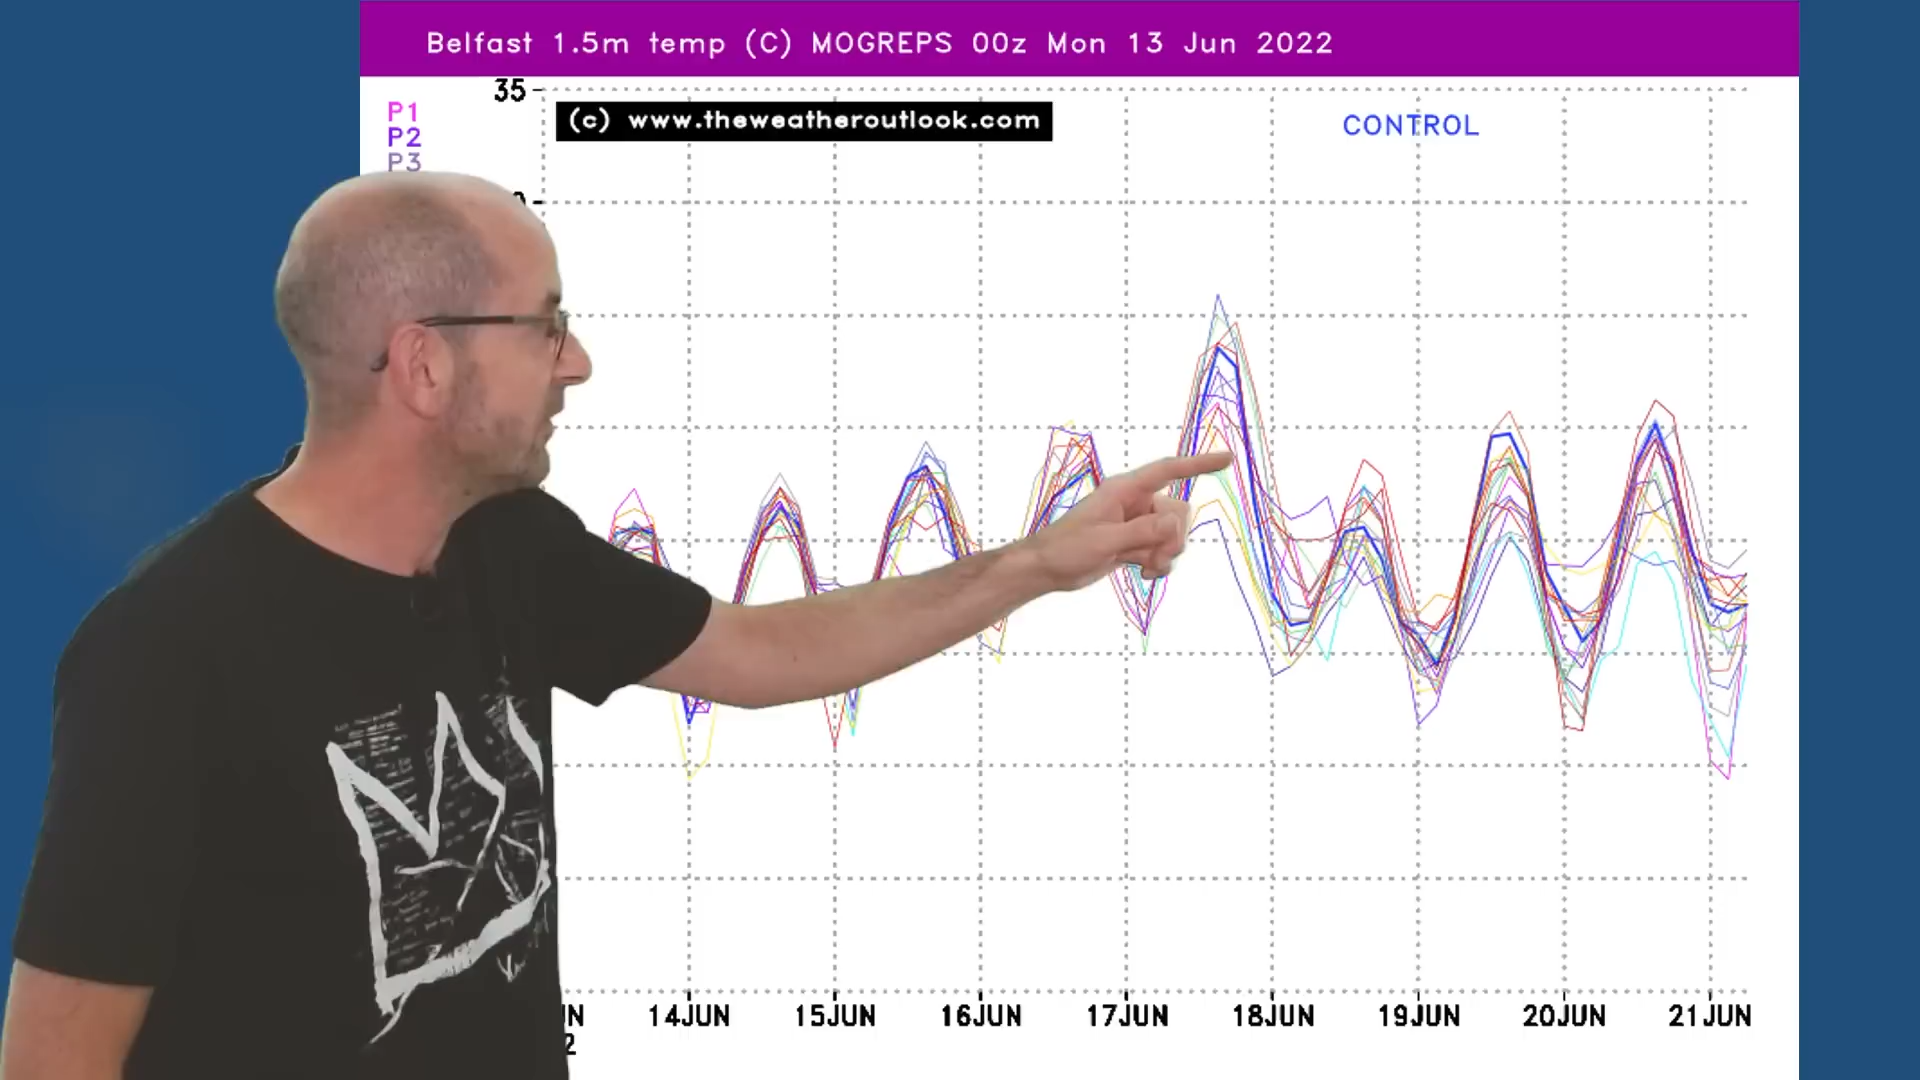 Belfast 1.5m temp (C) MOGREPS 00z Mon 13 Jun 2022
35
(c) www.theweatheroutlook.com
CONTROL
P1
P2
P3
14JUN 15JUN 16JUN 17JUN 18JUN 19JUN 20JUN 21JUN